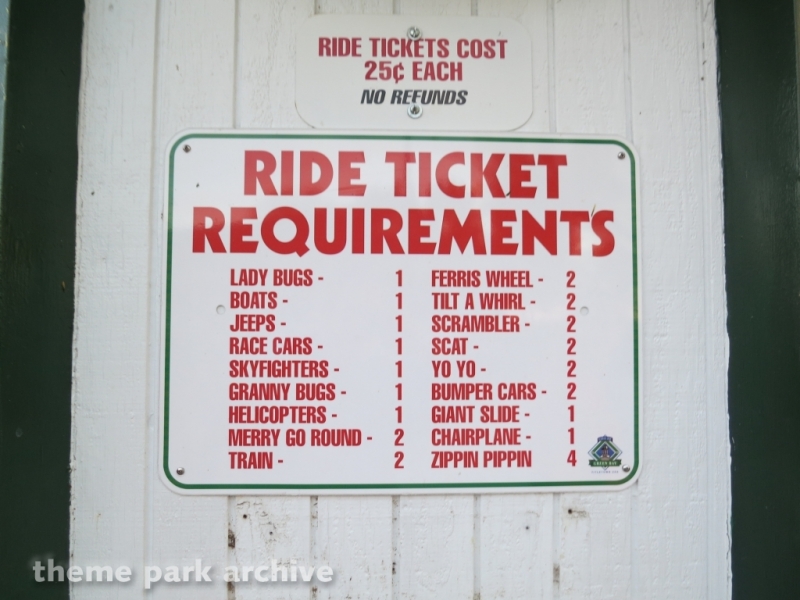 RIDE TICKETS COST
25¢ EACH
NO REFUNDS
RIDE TICKET
REQUIREMENTS
LADY BUGS - 1
BOATS - 1
JEEPS - 1
RACE CARS - 1
SKYFIGHTERS - 1
GRANNY BUGS - 1
HELICOPTERS - 1
MERRY GO ROUND - 2
TRAIN - 2
FERRIS WHEEL - 2
TILT A WHIRL - 2
SCRAMBLER - 2
SCAT - 2
YO YO - 2
BUMPER CARS - 2
GIANT SLIDE - 1
CHAIRPLANE - 1
ZIPPIN PIPPIN 4
GREEN BAY
theme park archive